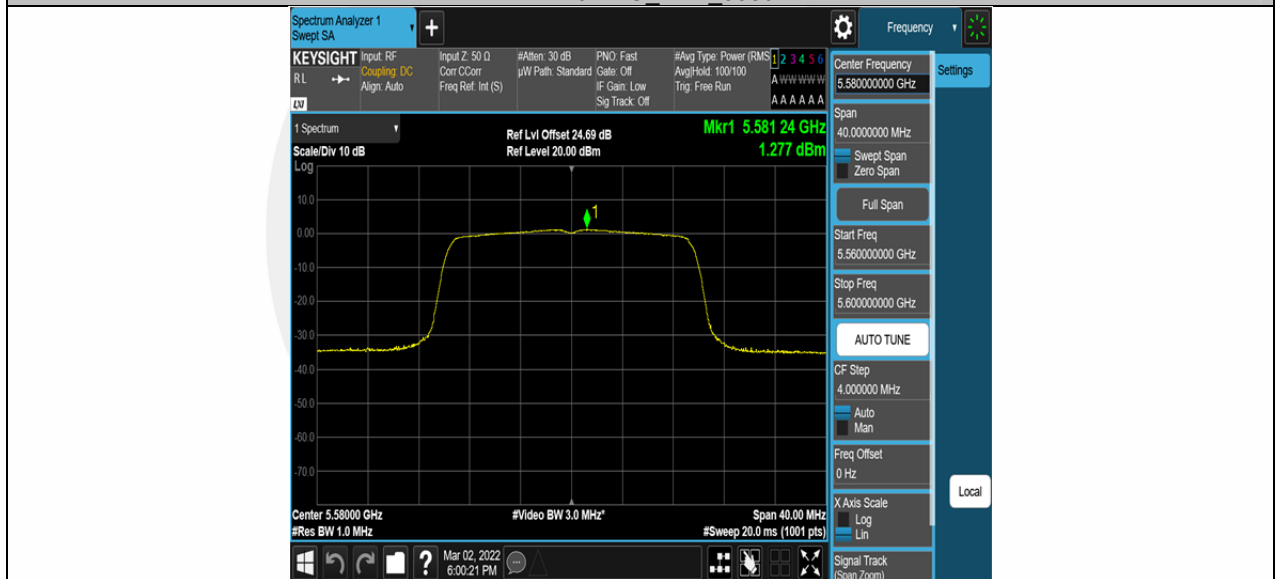 Spectrum Analyzer 1
Swept SA
+
Frequency
KEYSIGHT
RL
LXI
Input: RF
Coupling: DC
Align: Auto
Input Z: 50 Ω
Corr CCorr
Freq Ref: Int (S)
#Atten: 30 dB
µW Path: Standard
PNO: Fast
Gate: Off
IF Gain: Low
Sig Track: Off
#Avg Type: Power (RMS
Avg|Hold: 100/100
Trig: Free Run
1 2 3 4 5 6
A W W W W W
A A A A A A
Center Frequency
5.580000000 GHz
Settings
Span
40.0000000 MHz
Swept Span
Zero Span
Full Span
Start Freq
5.560000000 GHz
Stop Freq
5.600000000 GHz
AUTO TUNE
CF Step
4.000000 MHz
Auto
Man
Freq Offset
0 Hz
X Axis Scale
Log
Lin
Local
Signal Track
(Span Zoom)
1 Spectrum
Scale/Div 10 dB
Ref Lvl Offset 24.69 dB
Ref Level 20.00 dBm
Mkr1 5.581 24 GHz
1.277 dBm
Log
10.0
0.00
-10.0
-20.0
-30.0
-40.0
-50.0
-60.0
-70.0
1
Center 5.58000 GHz
#Video BW 3.0 MHz*
Span 40.00 MHz
#Res BW 1.0 MHz
#Sweep 20.0 ms (1001 pts)
?
Mar 02, 2022
6:00:21 PM